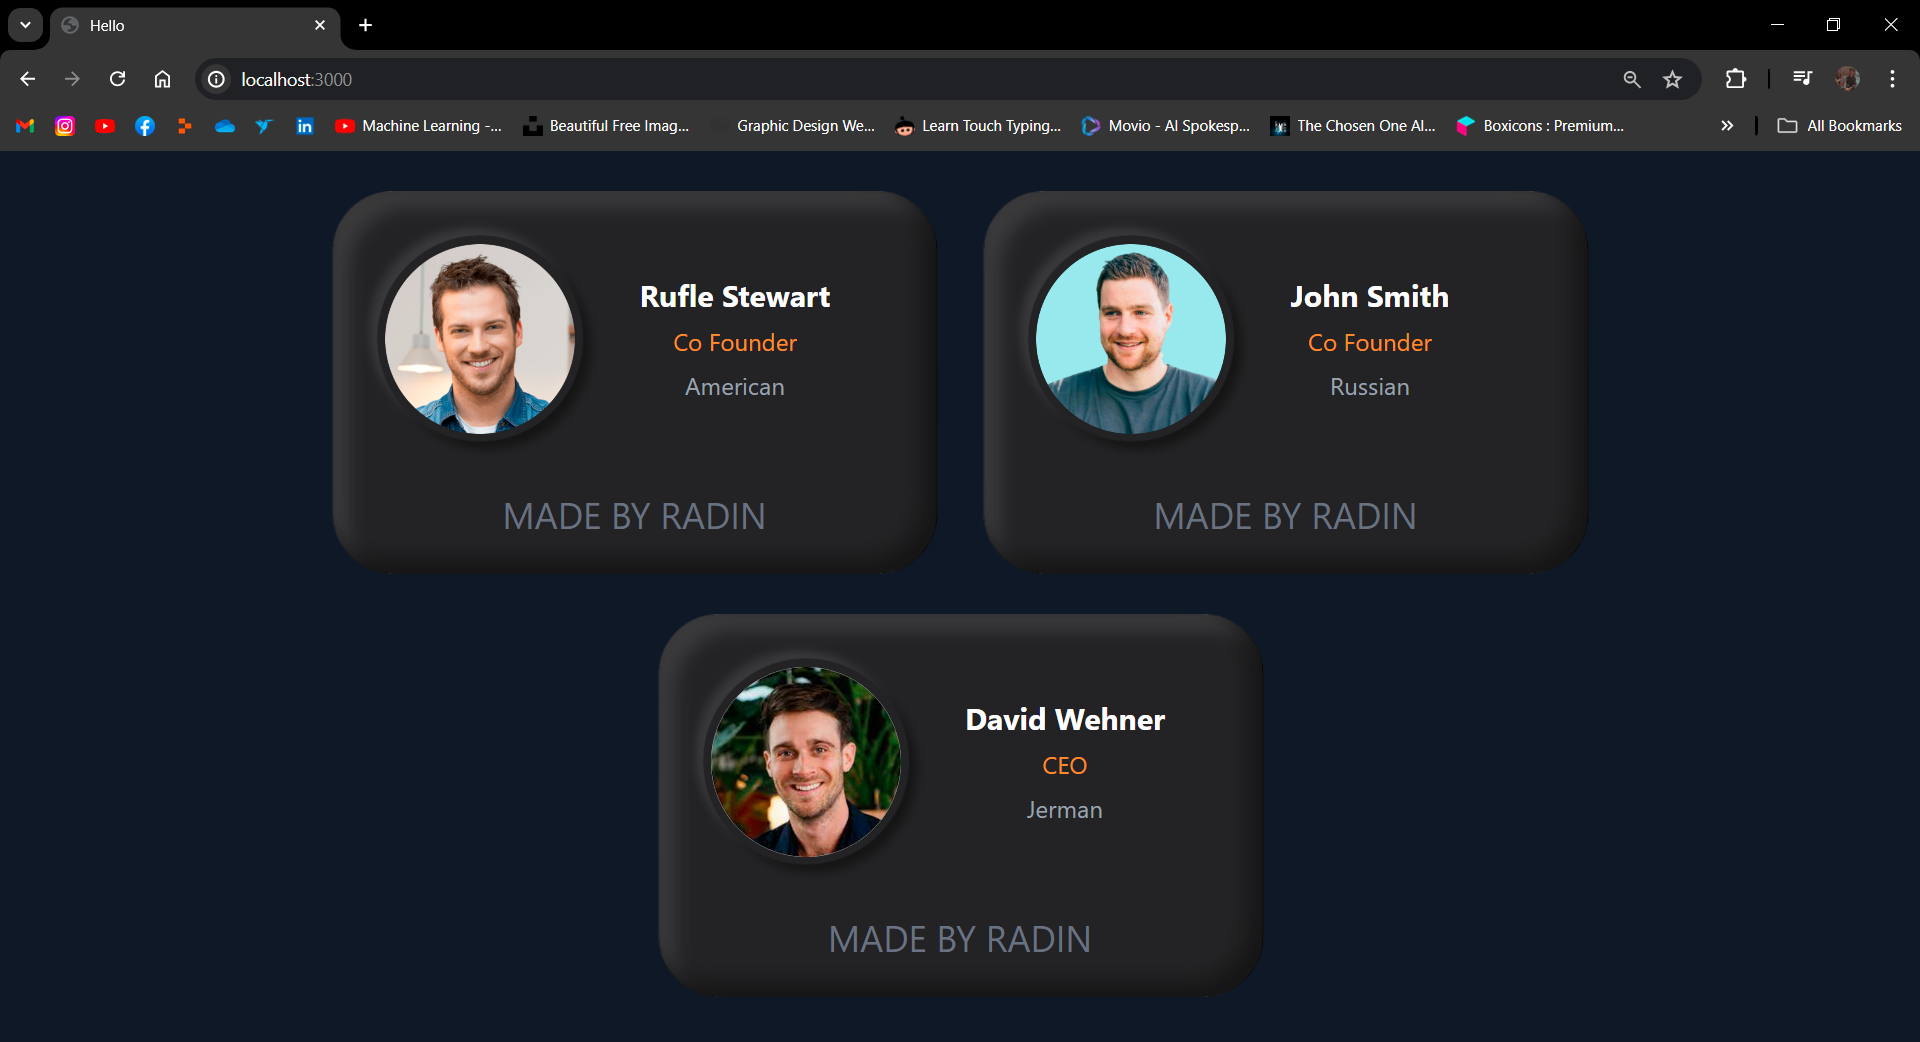 Hello
localhost:3000
Machine Learning -... Beautiful Free Imag... Graphic Design We... Learn Touch Typing... Movio - AI Spokesp... The Chosen One Al... Boxicons : Premium... All Bookmarks
Rufle Stewart
Co Founder
American
MADE BY RADIN
John Smith
Co Founder
Russian
MADE BY RADIN
David Wehner
CEO
Jerman
MADE BY RADIN